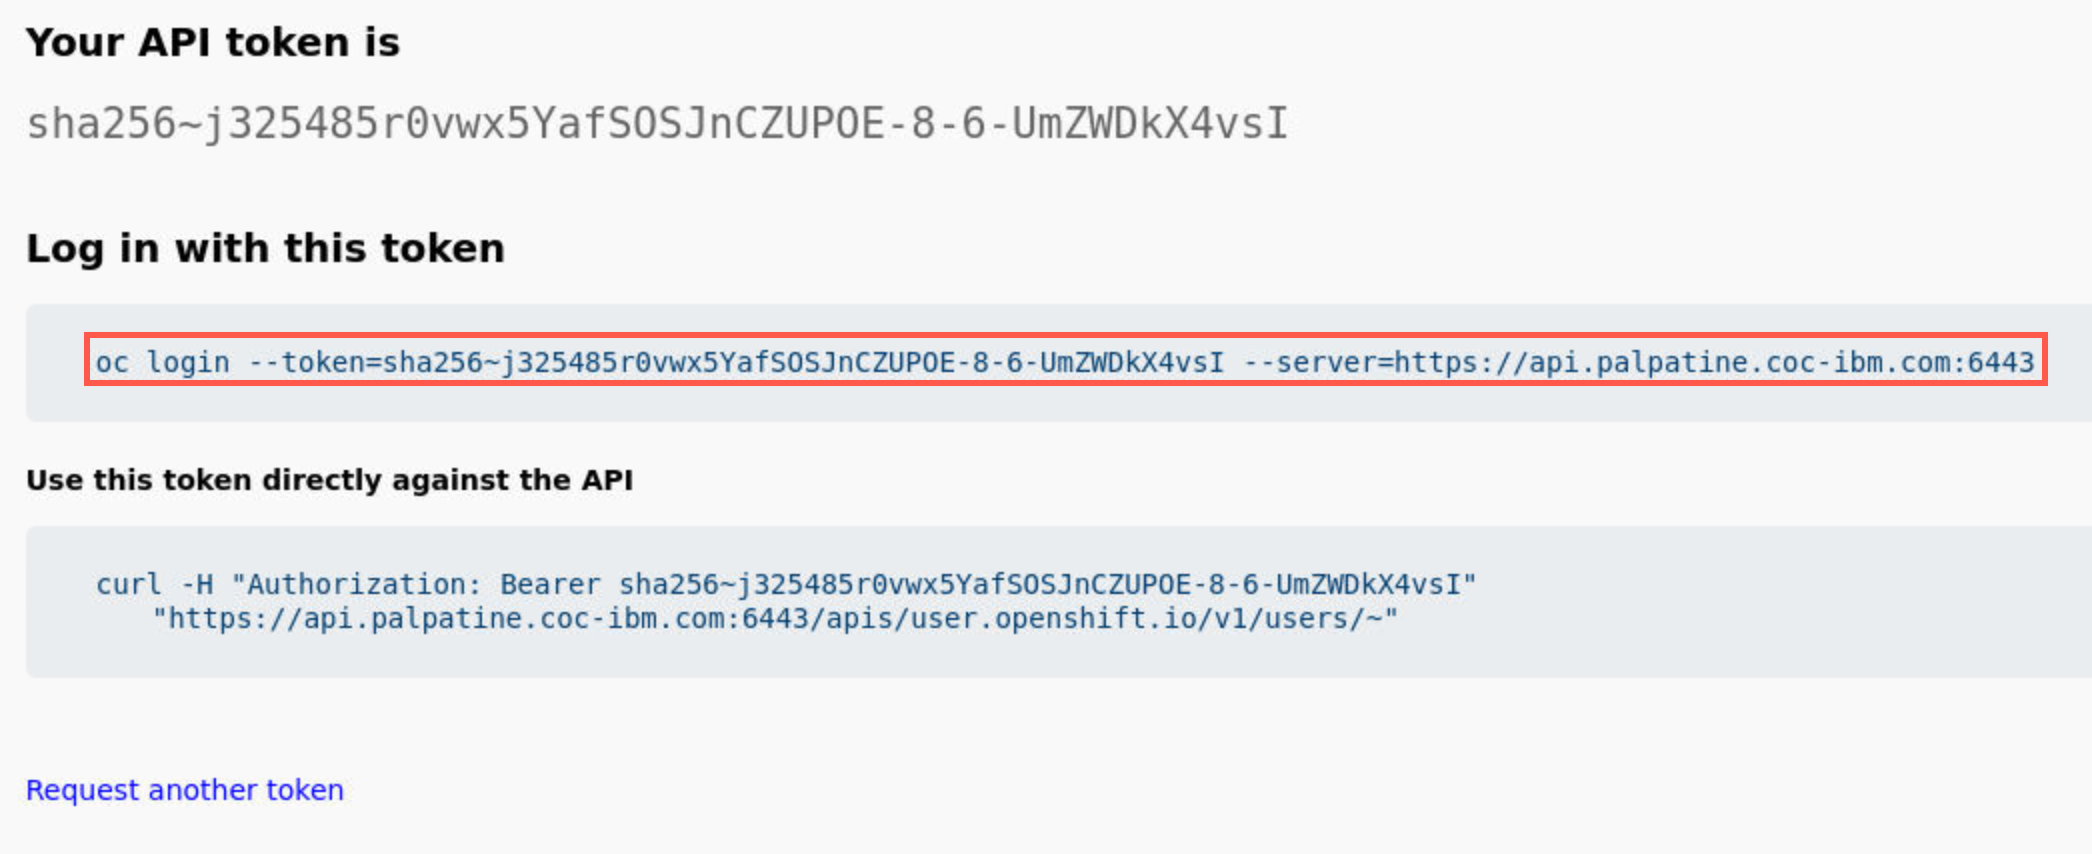 Your API token is
sha256~j325485r0vwx5YafSOSJnCZUPOE-8-6-UmZWDkX4vsI
Log in with this token
oc login --token=sha256~j325485r0vwx5YafSOSJnCZUPOE-8-6-UmZWDkX4vsI --server=https://api.palpatine.coc-ibm.com:6443
Use this token directly against the API
curl -H "Authorization: Bearer sha256~j325485r0vwx5YafSOSJnCZUPOE-8-6-UmZWDkX4vsI"
"https://api.palpatine.coc-ibm.com:6443/apis/user.openshift.io/v1/users/~"
Request another token